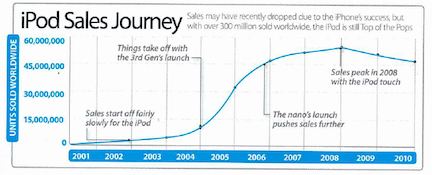 iPod Sales Journey
Sales may have recently dropped due to the iPhone's success, but
with over 300 million sold worldwide, the iPod is still Top of the Pops
UNITS SOLD WORLDWIDE
60,000,000
45,000,000
30,000,000
15,000,000
0
Things take off with
the 3rd Gen's launch
Sales peak in 2008
with the iPod touch
Sales start off fairly
slowly for the iPod
The nano's launch
pushes sales further
2001 2002 2003 2004 2005 2006 2007 2008 2009 2010